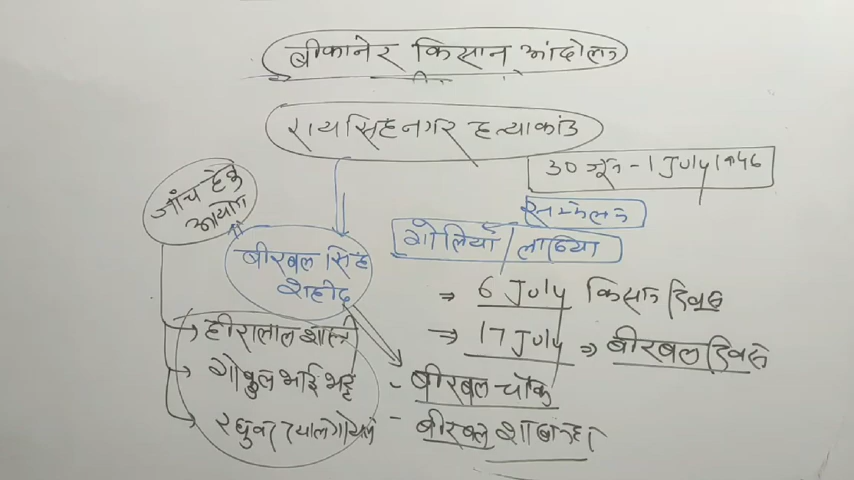 बीकानेर किसान आंदोलन
रायसिंहनगर हत्याकांड
30 जून - 1 July 1946
सम्मेलन
गोलियाँ / लाठिया
जांच हेतु
आयोग
बीरबल सिंह
शहीद
⇒ 6 July किसान दिवस
⇒ 17 July ⇒ बीरबल दिवस
हीरालाल शास्त्री
गोकुल भाई भट्ट
रघुवर दयाल गोयल
- बीरबल चौक
- बीरबल